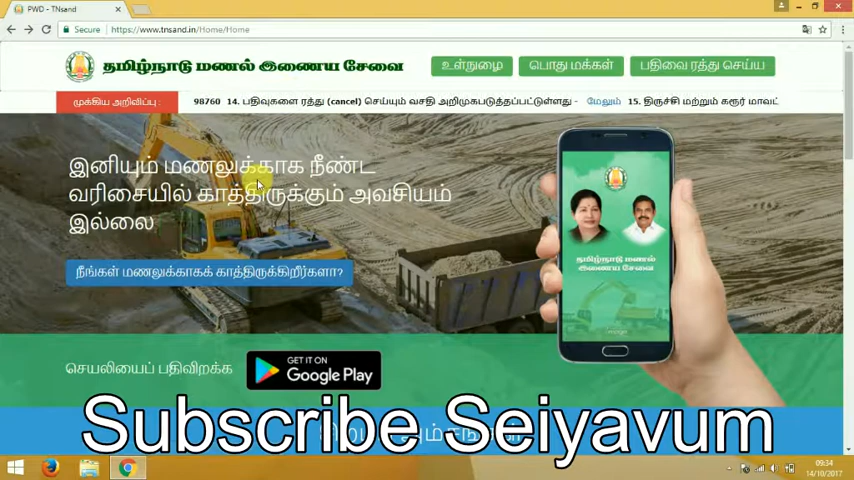 PWD - TNsand
Secure
https://www.tnsand.in/Home/Home
தமிழ்நாடு மணல் இணைய சேவை
உள்நுழை
பொது மக்கள்
பதிவை ரத்து செய்ய
முக்கிய அறிவிப்பு :
98760 14. பதிவுகளை ரத்து (cancel) செய்யும் வசதி அறிமுகபடுத்தப்பட்டுள்ளது - மேலும் 15. திருச்சி மற்றும் கரூர் மாவட்
இனியும் மணலுக்காக நீண்ட
வரிசையில் காத்திருக்கும் அவசியம்
இல்லை
நீங்கள் மணலுக்காகக் காத்திருக்கிறீர்களா?
தமிழ்நாடு மணல்
இணைய சேவை
செயலியைப் பதிவிறக்க
GET IT ON
Google Play
Subscribe Seiyavum
09:34
14/10/2017